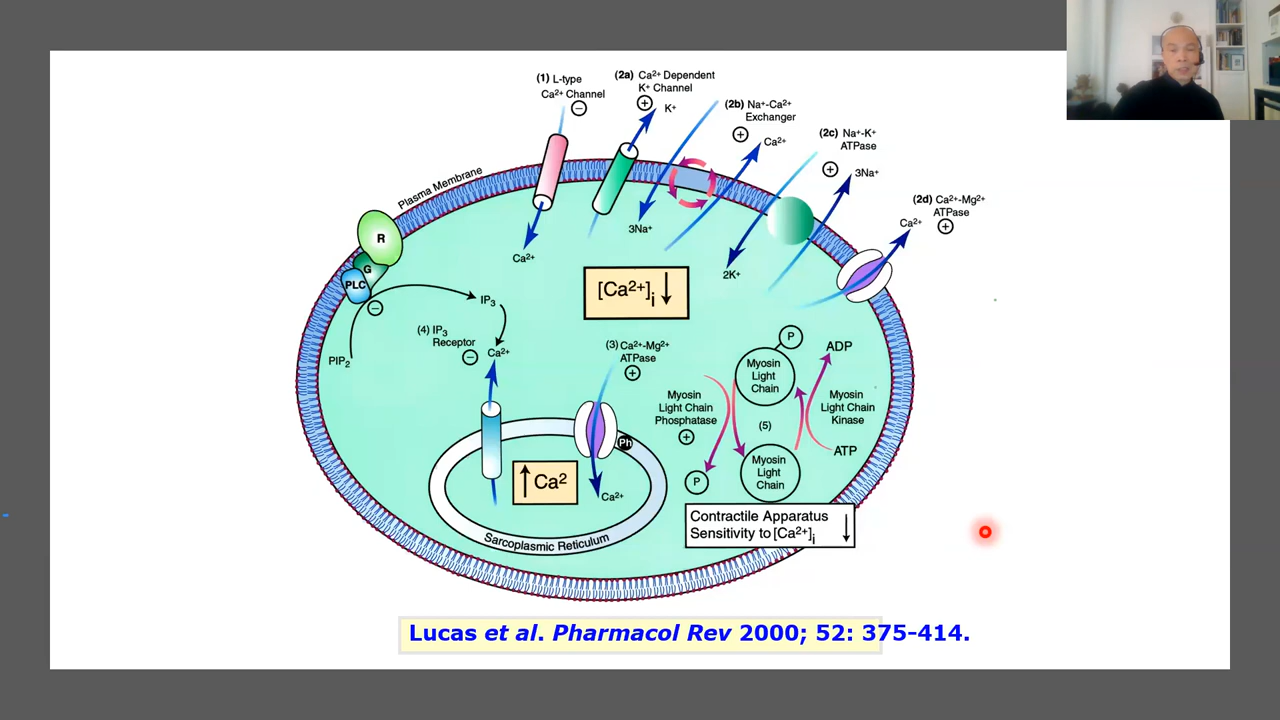 (1) L-type
Ca²⁺ Channel
−
(2a) Ca²⁺ Dependent
K⁺ Channel
+
K⁺
(2b) Na⁺-Ca²⁺
Exchanger
+
Ca²⁺
(2c) Na⁺-K⁺
ATPase
+
3Na⁺
(2d) Ca²⁺-Mg²⁺
ATPase
Ca²⁺
+
Plasma Membrane
R
G
PLC
−
Ca²⁺
3Na⁺
2K⁺
[Ca²⁺]i ↓
IP₃
PIP₂
(4) IP₃
Receptor
−
Ca²⁺
(3) Ca²⁺-Mg²⁺
ATPase
+
Ph
↑ Ca²
Ca²⁺
Sarcoplasmic Reticulum
P
Myosin
Light
Chain
ADP
Myosin
Light Chain
Phosphatase
+
(5)
Myosin
Light Chain
Kinase
ATP
P
Myosin
Light
Chain
Contractile Apparatus
Sensitivity to [Ca²⁺]i ↓
Lucas et al. Pharmacol Rev 2000; 52: 375-414.